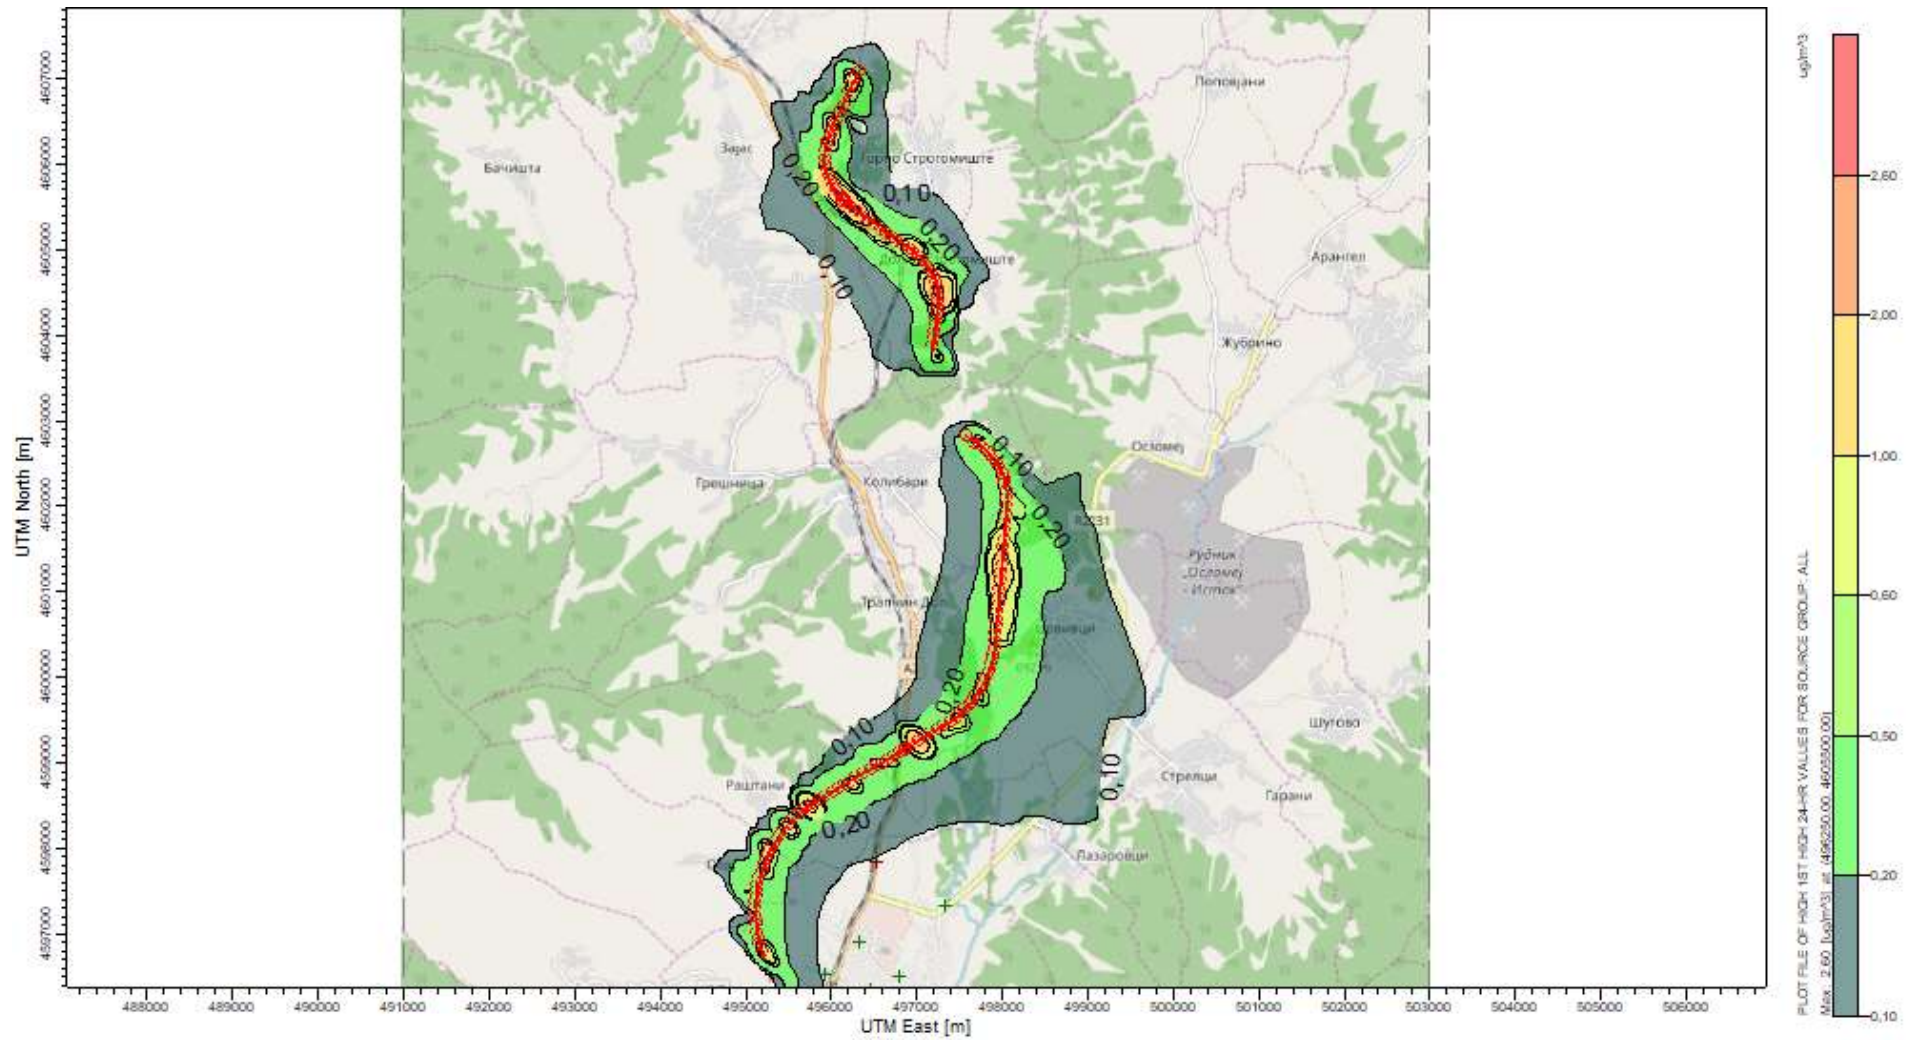 UTM North [m]
4607000
4606000
4605000
4604000
4603000
4602000
4601000
4600000
4599000
4598000
4597000
Поповјани
Зајас
Бачишта
Горно Строгомиште
0,20
0,10
0,20
0,10
Арангел
Жубрино
Осломеј
0,10
Грешница
Колибари
0,20
R2231
Рудник
„Осломеј
- Исток“
0,20
Шутово
0,10
0,10
Стрелци
Раштани
Гарани
0,20
Лазаровци
488000 489000 490000 491000 492000 493000 494000 495000 496000 497000 498000 499000 500000 501000 502000 503000 504000 505000 506000
UTM East [m]
ug/m^3
PLOT FILE OF HIGH 1ST HIGH 24-HR VALUES FOR SOURCE GROUP: ALL
Max: 2.60 [ug/m^3] at (496250.00, 4605500.00)
2,60
2,00
1,00
0,60
0,50
0,20
0,10